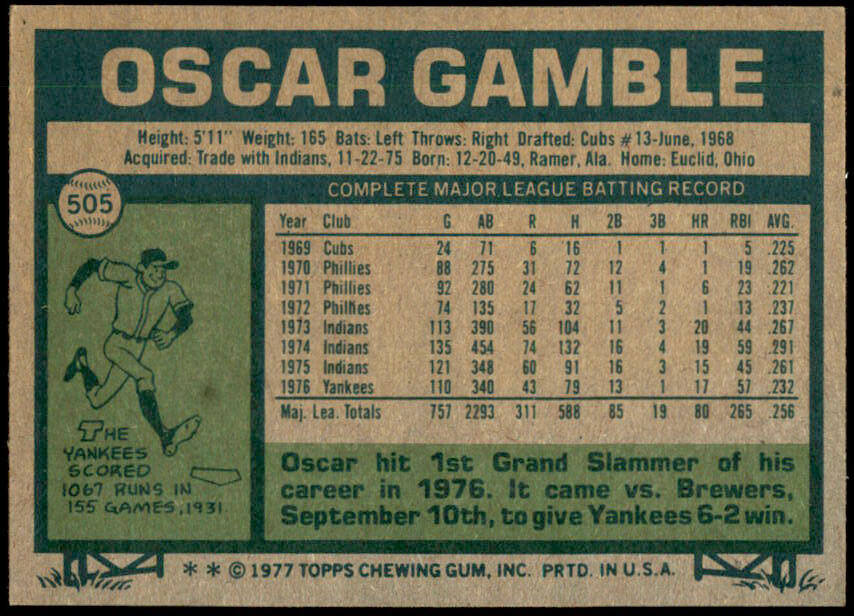 OSCAR GAMBLE
Height: 5'11" Weight: 165 Bats: Left Throws: Right Drafted: Cubs #13-June, 1968
Acquired: Trade with Indians, 11-22-75 Born: 12-20-49, Ramer, Ala. Home: Euclid, Ohio
505
COMPLETE MAJOR LEAGUE BATTING RECORD
Year Club G AB R H 2B 3B HR RBI AVG.
1969 Cubs 24 71 6 16 1 1 1 5 .225
1970 Phillies 88 275 31 72 12 4 1 19 .262
1971 Phillies 92 280 24 62 11 1 6 23 .221
1972 Phillies 74 135 17 32 5 2 1 13 .237
1973 Indians 113 390 56 104 11 3 20 44 .267
1974 Indians 135 454 74 132 16 4 19 59 .291
1975 Indians 121 348 60 91 16 3 15 45 .261
1976 Yankees 110 340 43 79 13 1 17 57 .232
Maj. Lea. Totals 757 2293 311 588 85 19 80 265 .256
THE
YANKEES
SCORED
1067 RUNS IN
155 GAMES, 1931
Oscar hit 1st Grand Slammer of his
career in 1976. It came vs. Brewers,
September 10th, to give Yankees 6-2 win.
* * © 1977 TOPPS CHEWING GUM, INC. PRTD. IN U.S.A.